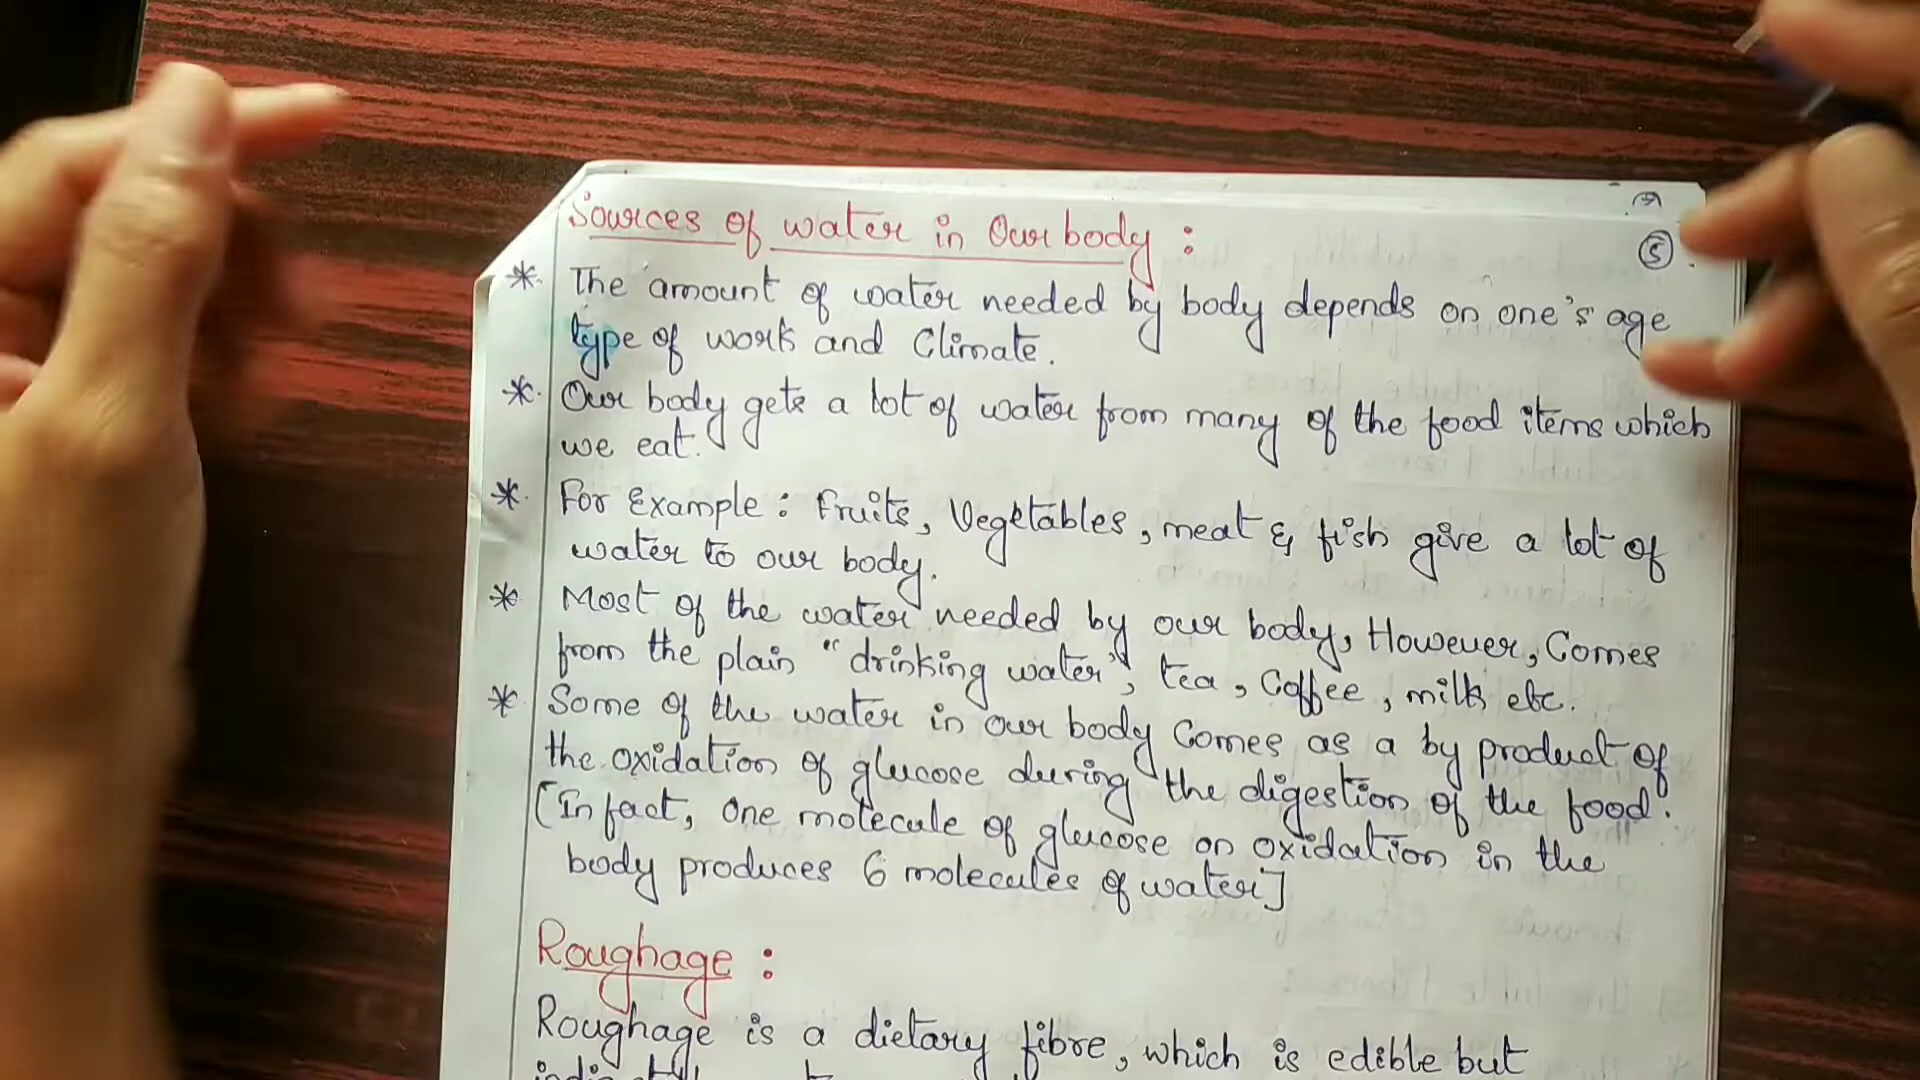 Sources of water in Our body :
5
* The amount of water needed by body depends on one's age
type of work and Climate.
* Our body gets a lot of water from many of the food items which
we eat.
* For Example : Fruits, Vegetables, meat & fish give a lot of
water to our body.
* Most of the water needed by our body, However, Comes
from the plain "drinking water", tea, Coffee, milk etc.
* Some of the water in our body Comes as a by product of
the oxidation of glucose during the digestion of the food.
[In fact, One molecule of glucose on oxidation in the
body produces 6 molecules of water]
Roughage :
Roughage is a dietary fibre, which is edible but